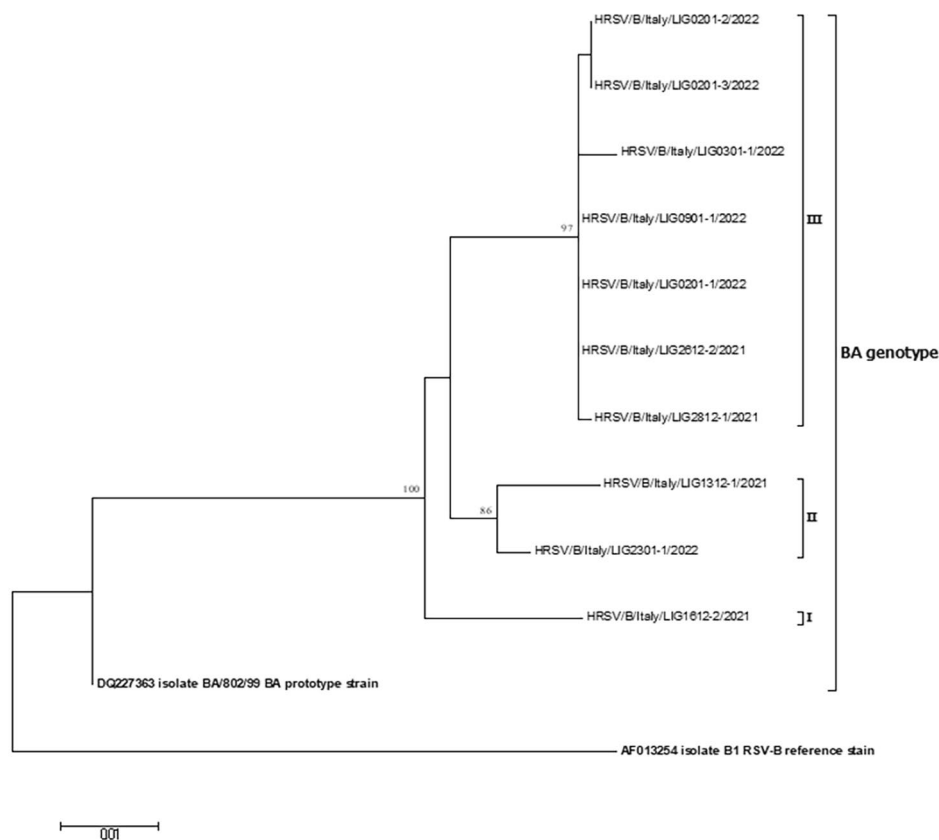 HRSV/B/Italy/LIG0201-2/2022
HRSV/B/Italy/LIG0201-3/2022
HRSV/B/Italy/LIG0301-1/2022
97
HRSV/B/Italy/LIG0901-1/2022
III
HRSV/B/Italy/LIG0201-1/2022
HRSV/B/Italy/LIG2612-2/2021
BA genotype
HRSV/B/Italy/LIG2812-1/2021
100
HRSV/B/Italy/LIG1312-1/2021
86
II
HRSV/B/Italy/LIG2301-1/2022
HRSV/B/Italy/LIG1612-2/2021
I
DQ227363 isolate BA/802/99 BA prototype strain
AF013254 isolate B1 RSV-B reference stain
0.01